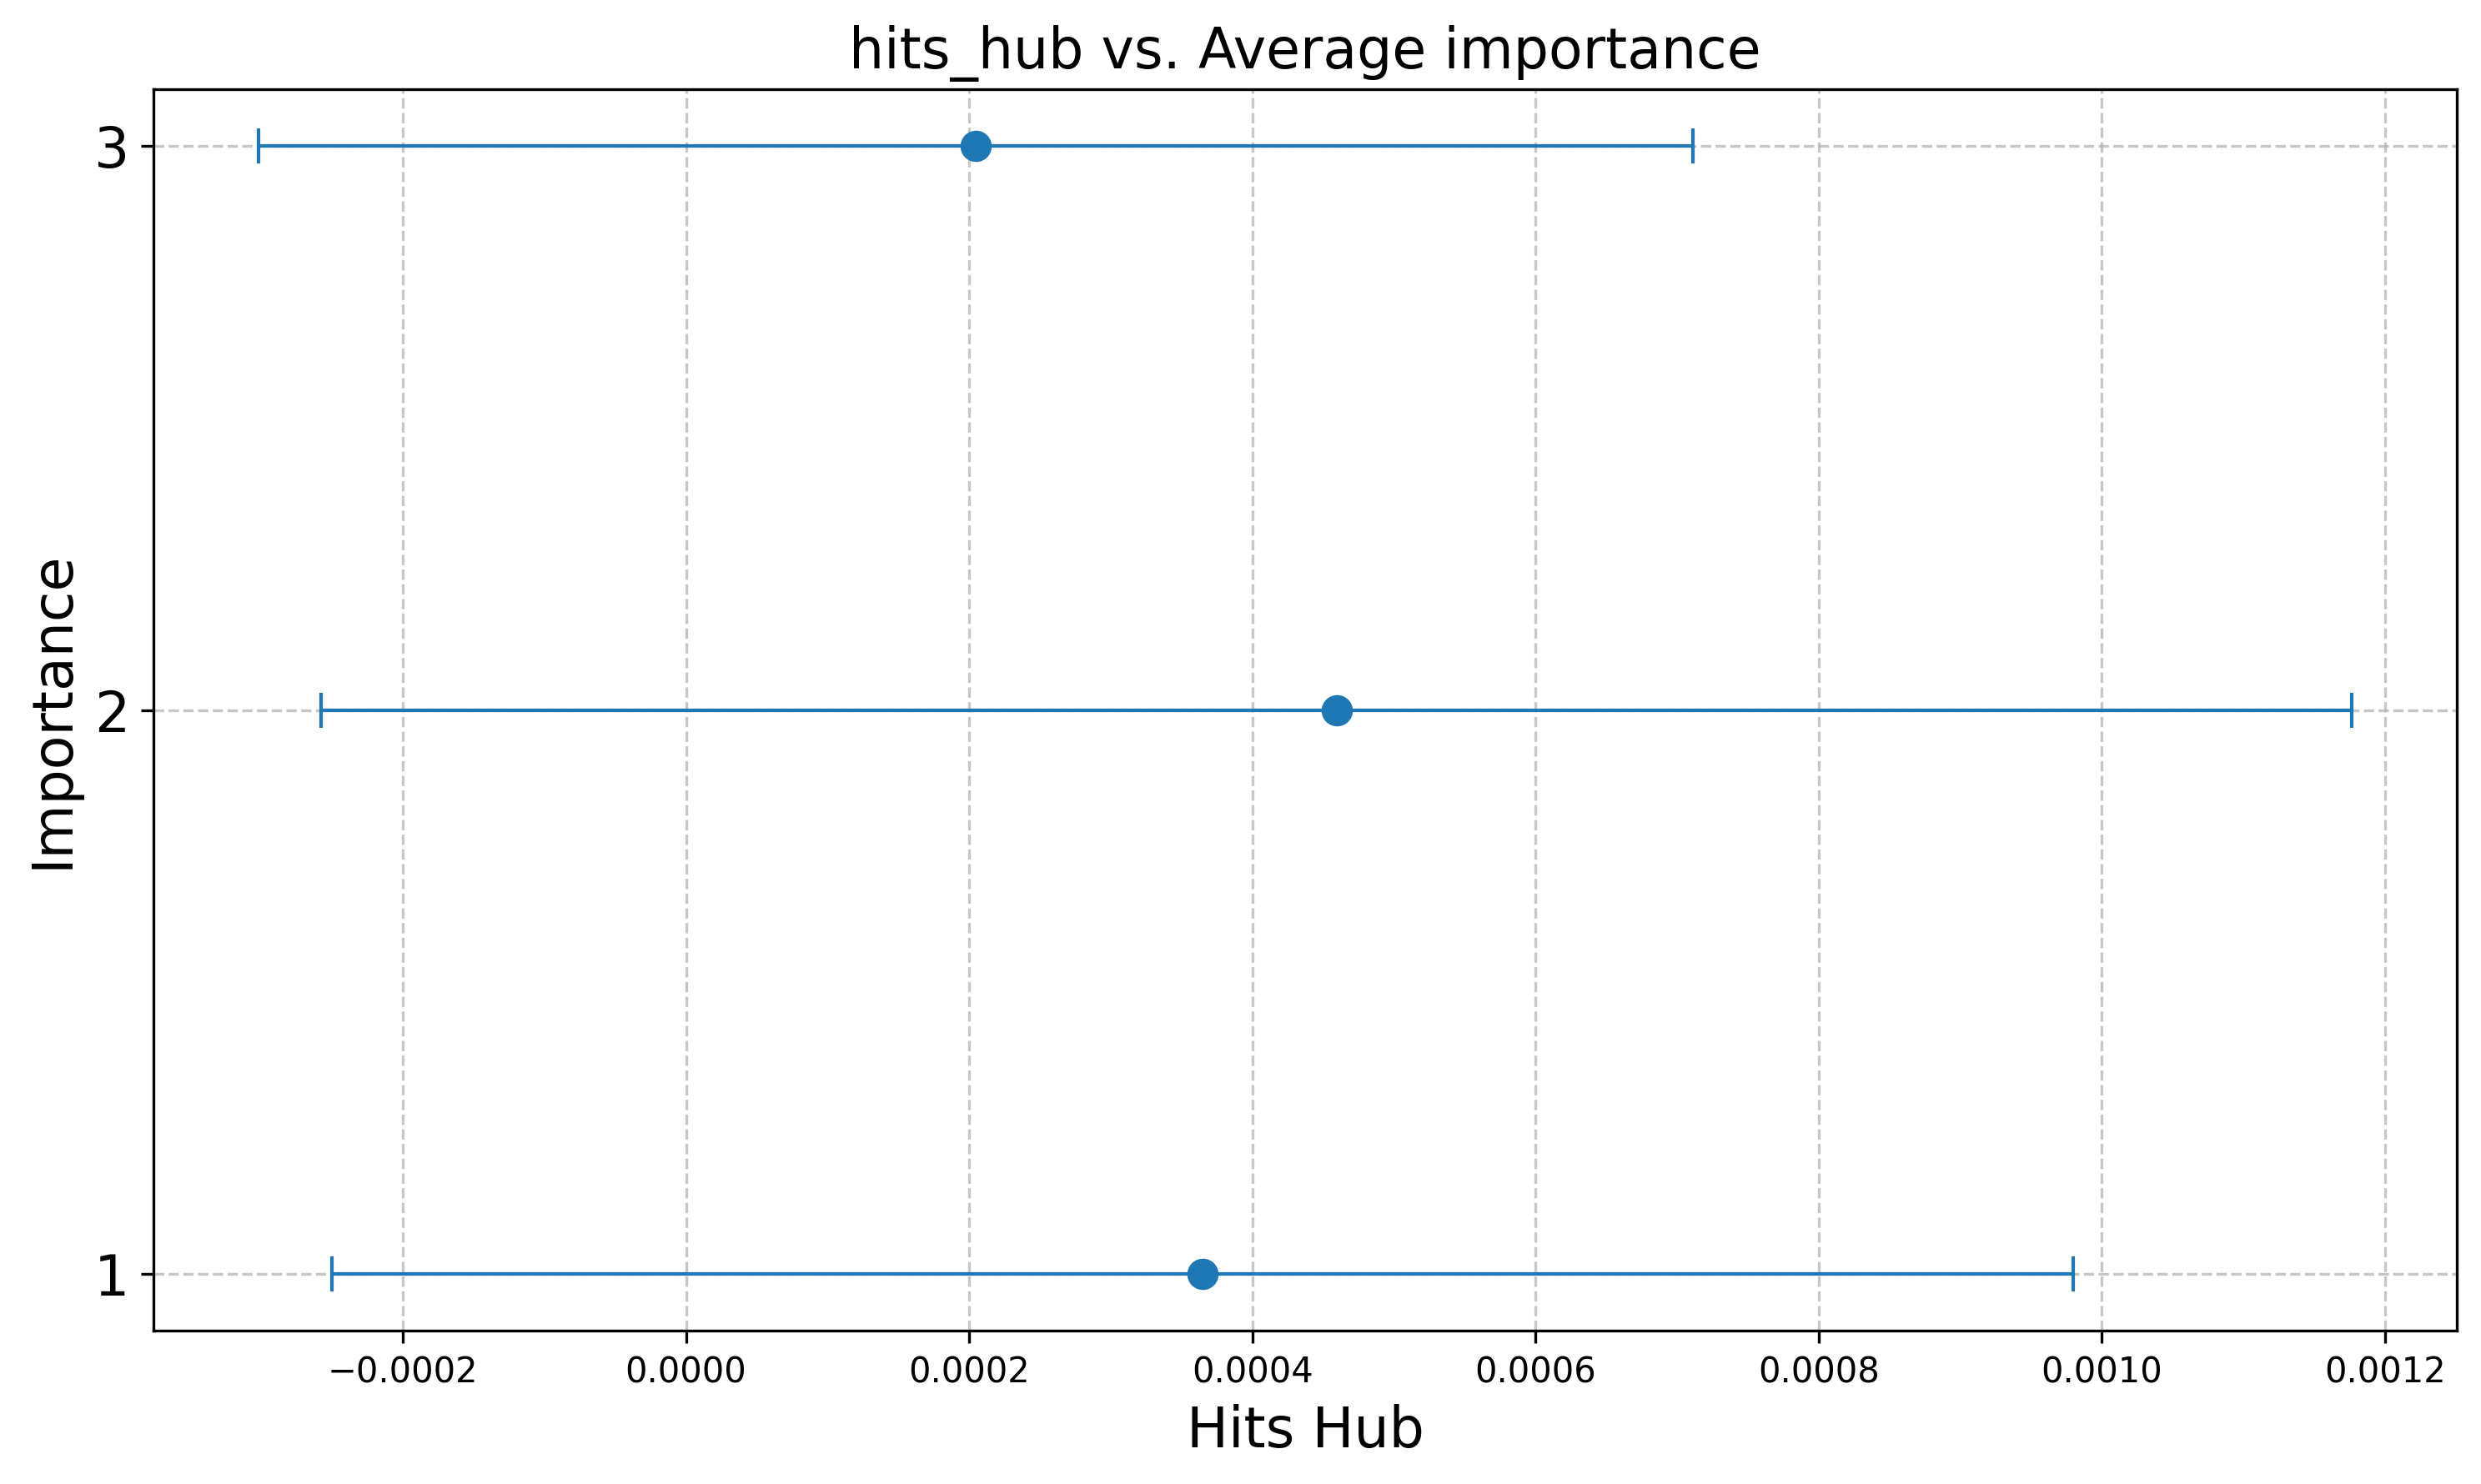 hits_hub vs. Average importance
3
2
1
Importance
−0.0002 0.0000 0.0002 0.0004 0.0006 0.0008 0.0010 0.0012
Hits Hub